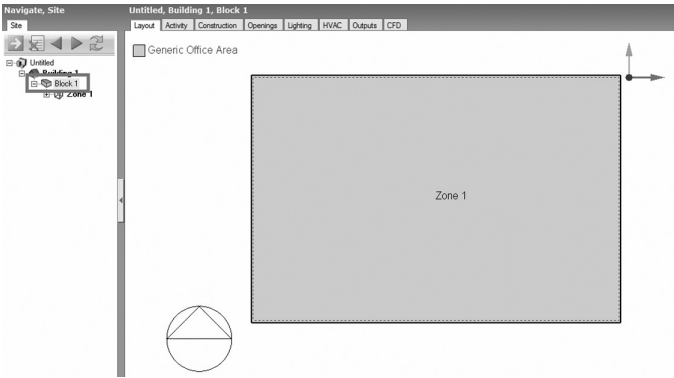 Navigate, Site
Untitled, Building 1, Block 1
Site
Layout Activity Construction Openings Lighting HVAC Outputs CFD
Generic Office Area
Untitled
Building 1
Block 1
Zone 1
Zone 1